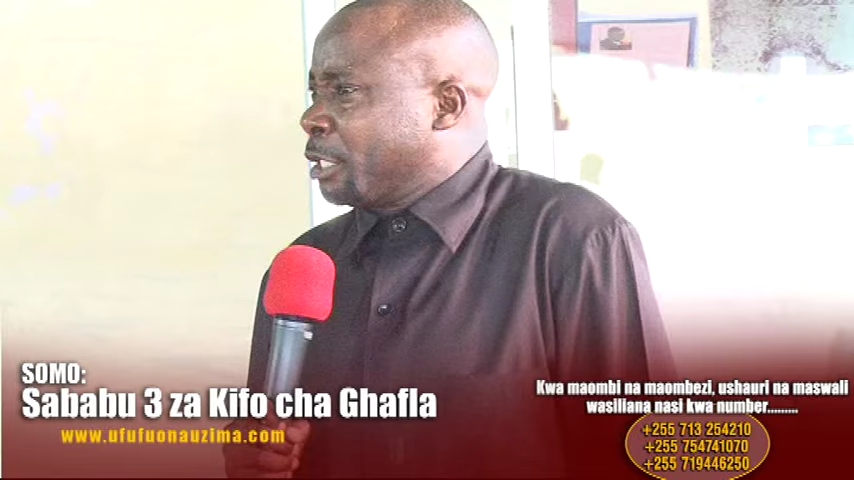 SOMO:
Sababu 3 za Kifo cha Ghafla
www.ufufuonauzima.com
Kwa maombi na maombezi, ushauri na maswali
wasiliana nasi kwa number.........
+255 713 254210
+255 754741070
+255 719446250